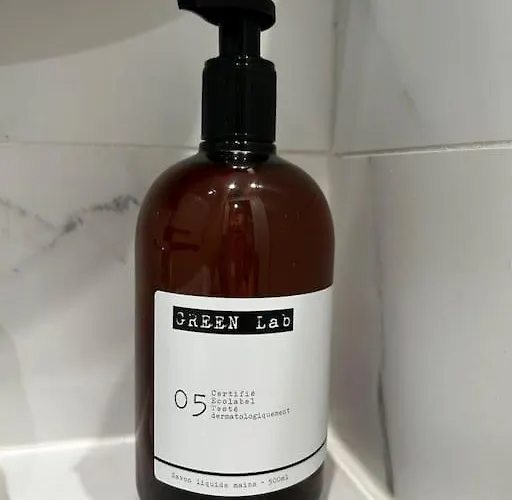 GREEN Lab
05
Certifié
Ecolabel
Testé
dermatologiquement
Savon liquide mains - 500ml